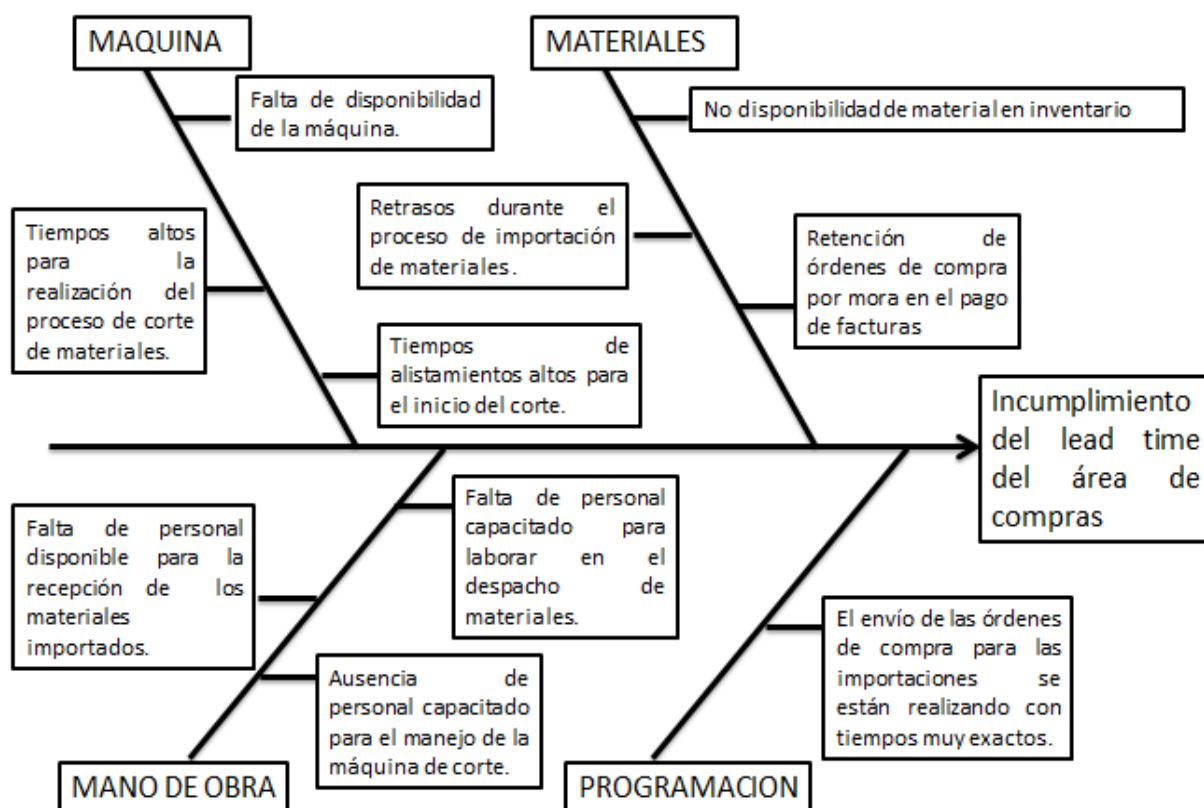 MAQUINA
MATERIALES
Falta de disponibilidad
de la máquina.
No disponibilidad de material en inventario
Retrasos durante el
proceso de importación
de materiales.
Tiempos altos
para la
realización del
proceso de corte
de materiales.
Retención de
órdenes de compra
por mora en el pago
de facturas
Tiempos de
alistamientos altos para
el inicio del corte.
Incumplimiento
del lead time
del área de
compras
Falta de personal
disponible para la
recepción de los
materiales
importados.
Falta de personal
capacitado para
laborar en el
despacho de
materiales.
El envío de las órdenes
de compra para las
importaciones se
están realizando con
tiempos muy exactos.
Ausencia de
personal capacitado
para el manejo de la
máquina de corte.
MANO DE OBRA
PROGRAMACION